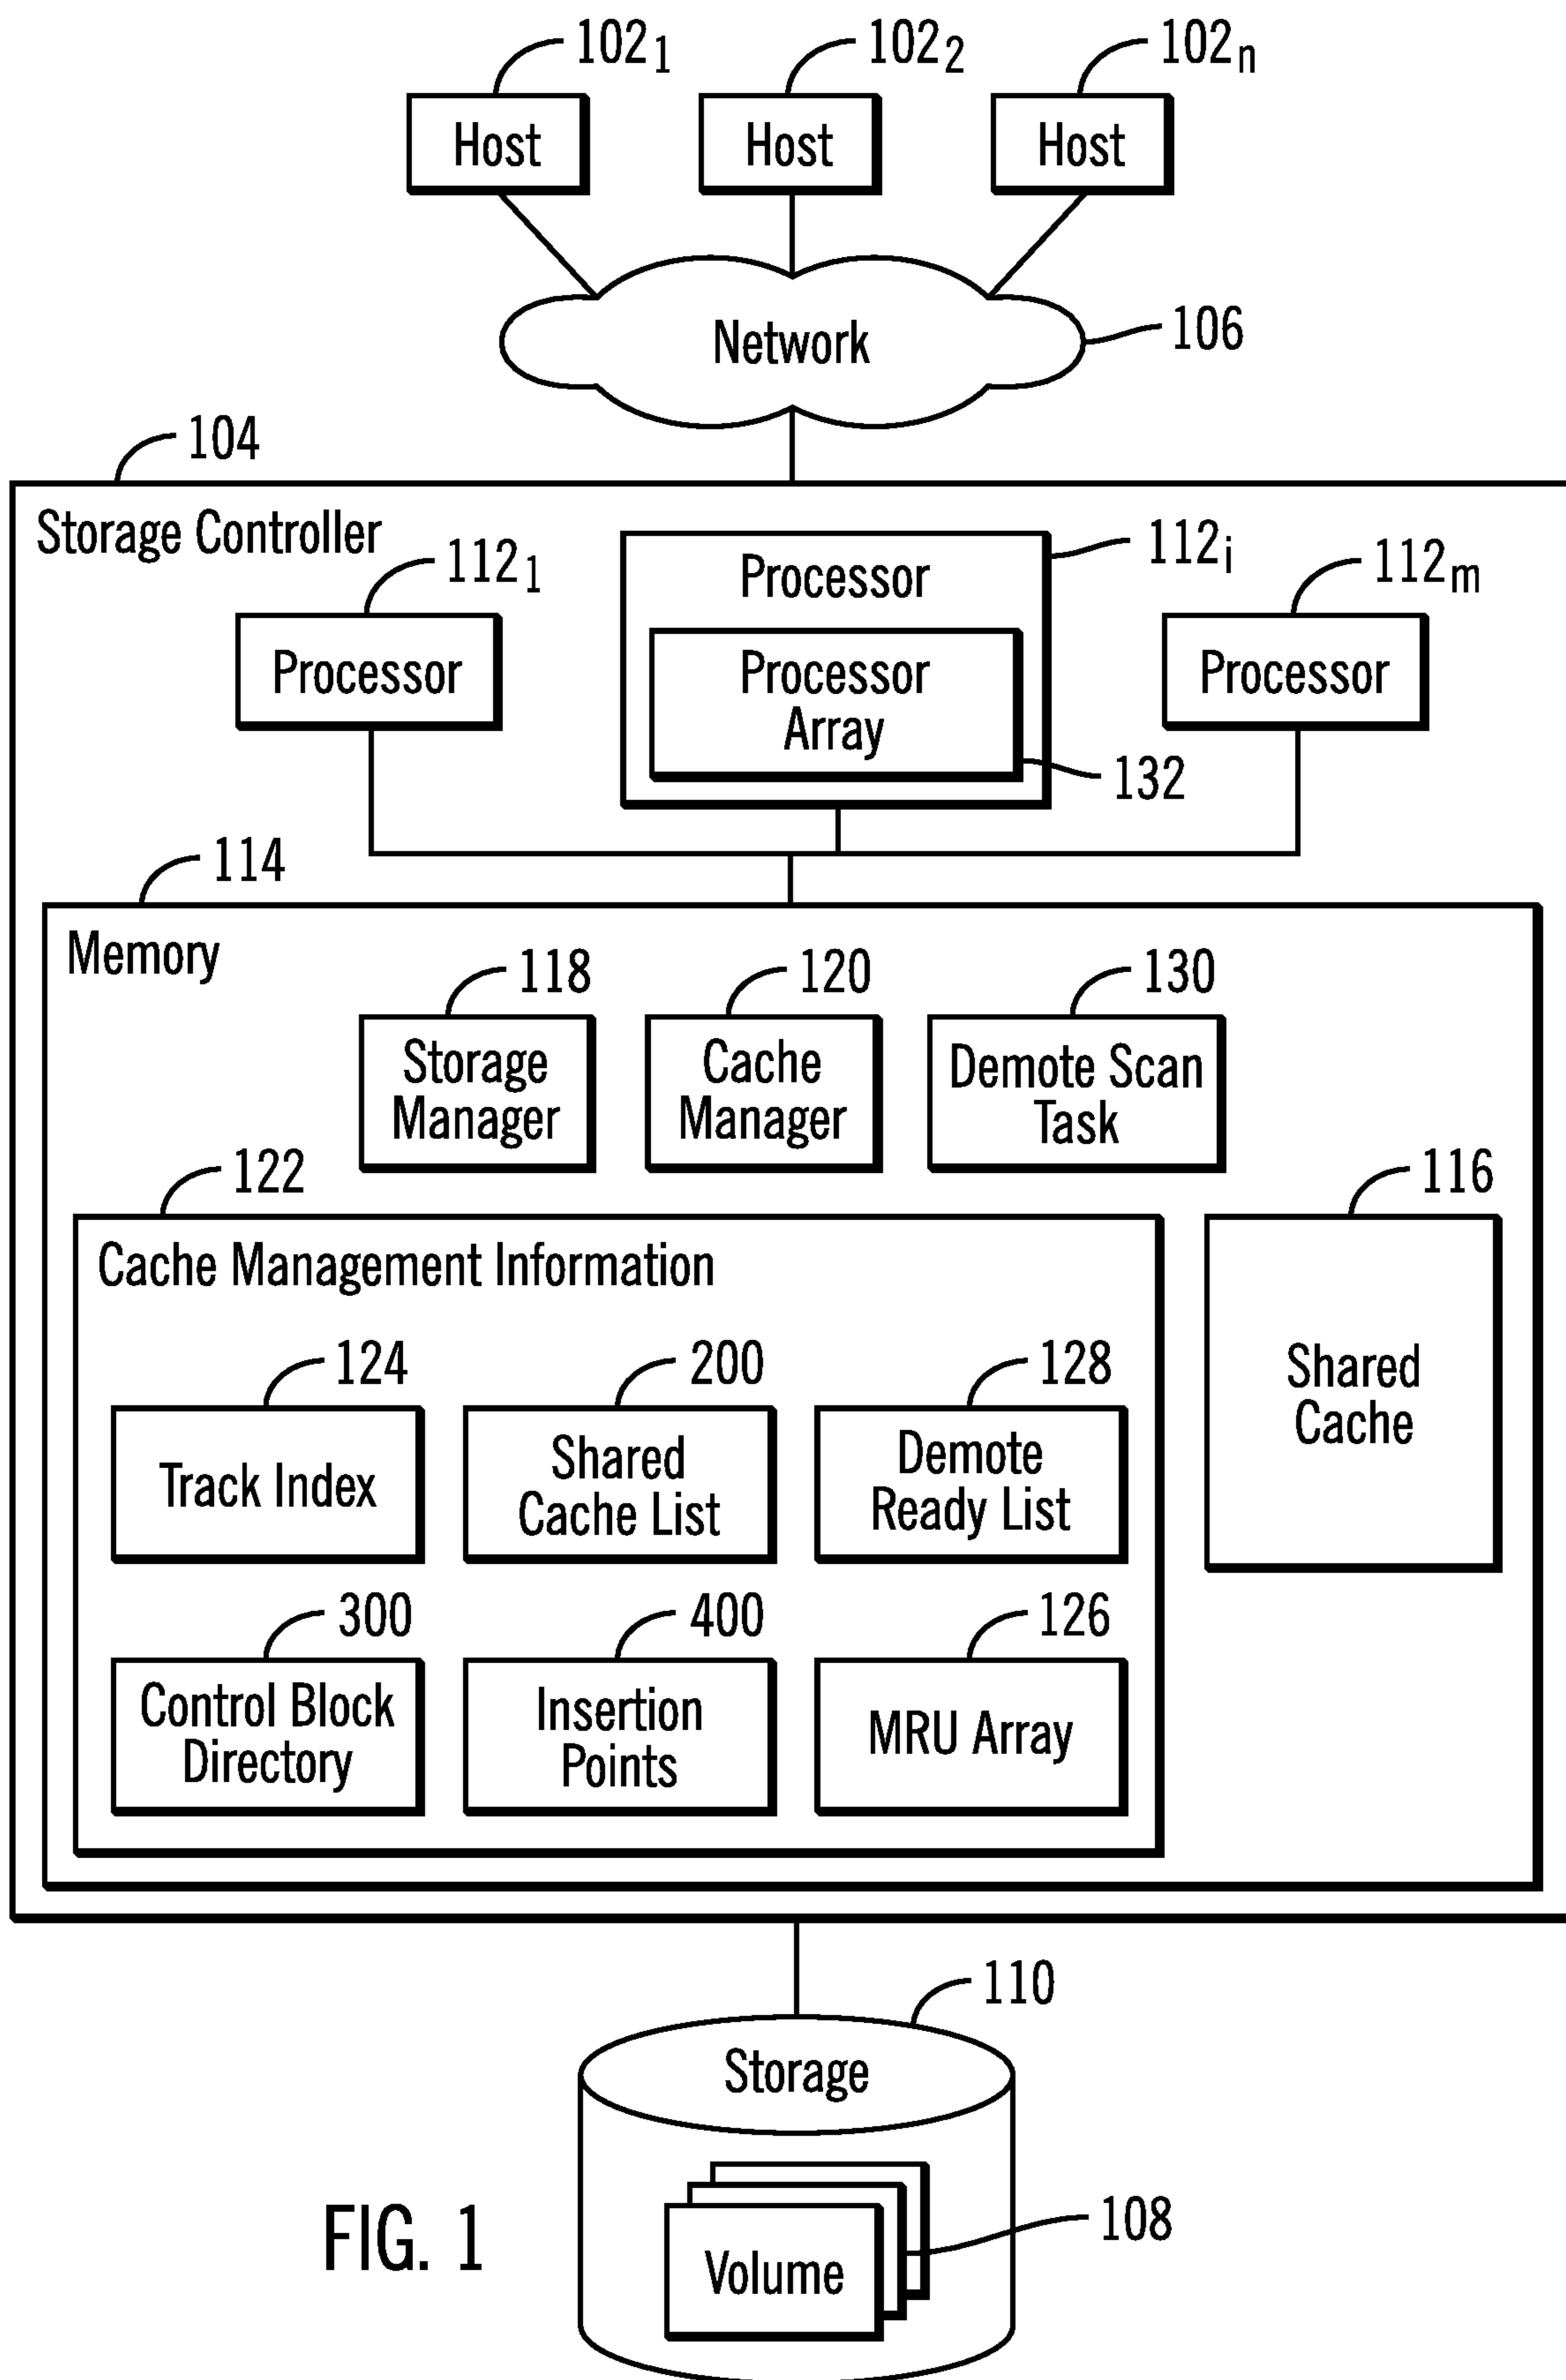 102₁
102₂
102ₙ
Host
Host
Host
Network
106
104
Storage Controller
112₁
Processor
112ᵢ
112ₘ
Processor
Processor
Array
Processor
132
114
Memory
118
120
130
Storage
Manager
Cache
Manager
Demote Scan
Task
122
116
Cache Management Information
Shared
Cache
124
200
128
Track Index
Shared
Cache List
Demote
Ready List
300
400
126
Control Block
Directory
Insertion
Points
MRU Array
110
Storage
108
Volume
FIG. 1